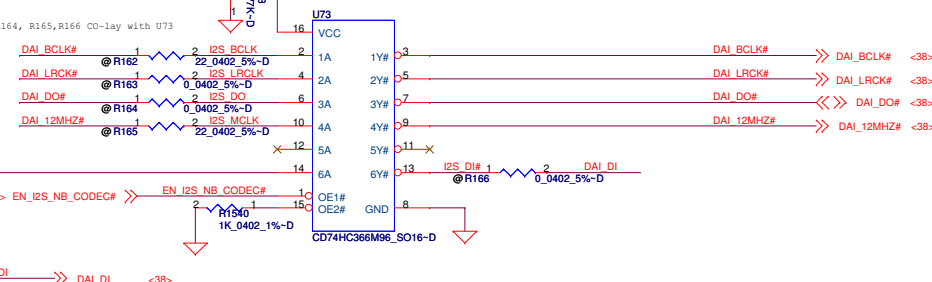 7K~D
1
U73
164, R165,R166 CO-lay with U73
16 VCC
DAI_BCLK# 1 2 I2S_BCLK 2 1A 1Y# 3 DAI_BCLK# DAI_BCLK# <38>
@R162 22_0402_5%~D
DAI_LRCK# 1 2 I2S_LRCLK 4 2A 2Y# 5 DAI_LRCK# DAI_LRCK# <38>
@R163 0_0402_5%~D
DAI_DO# 1 2 I2S_DO 6 3A 3Y# 7 DAI_DO# DAI_DO# <38>
@R164 0_0402_5%~D
DAI_12MHZ# 1 2 I2S_MCLK 10 4A 4Y# 9 DAI_12MHZ# DAI_12MHZ# <38>
@R165 22_0402_5%~D
12 5A 5Y# 11
14 6A 6Y# 13 I2S_DI# 1 2 DAI_DI
@R166 0_0402_5%~D
> EN_I2S_NB_CODEC# EN_I2S_NB_CODEC# 1 OE1#
2 1 15 OE2# GND 8
R1540
1K_0402_1%~D
CD74HC366M96_SO16~D
DI DAI_DI <38>